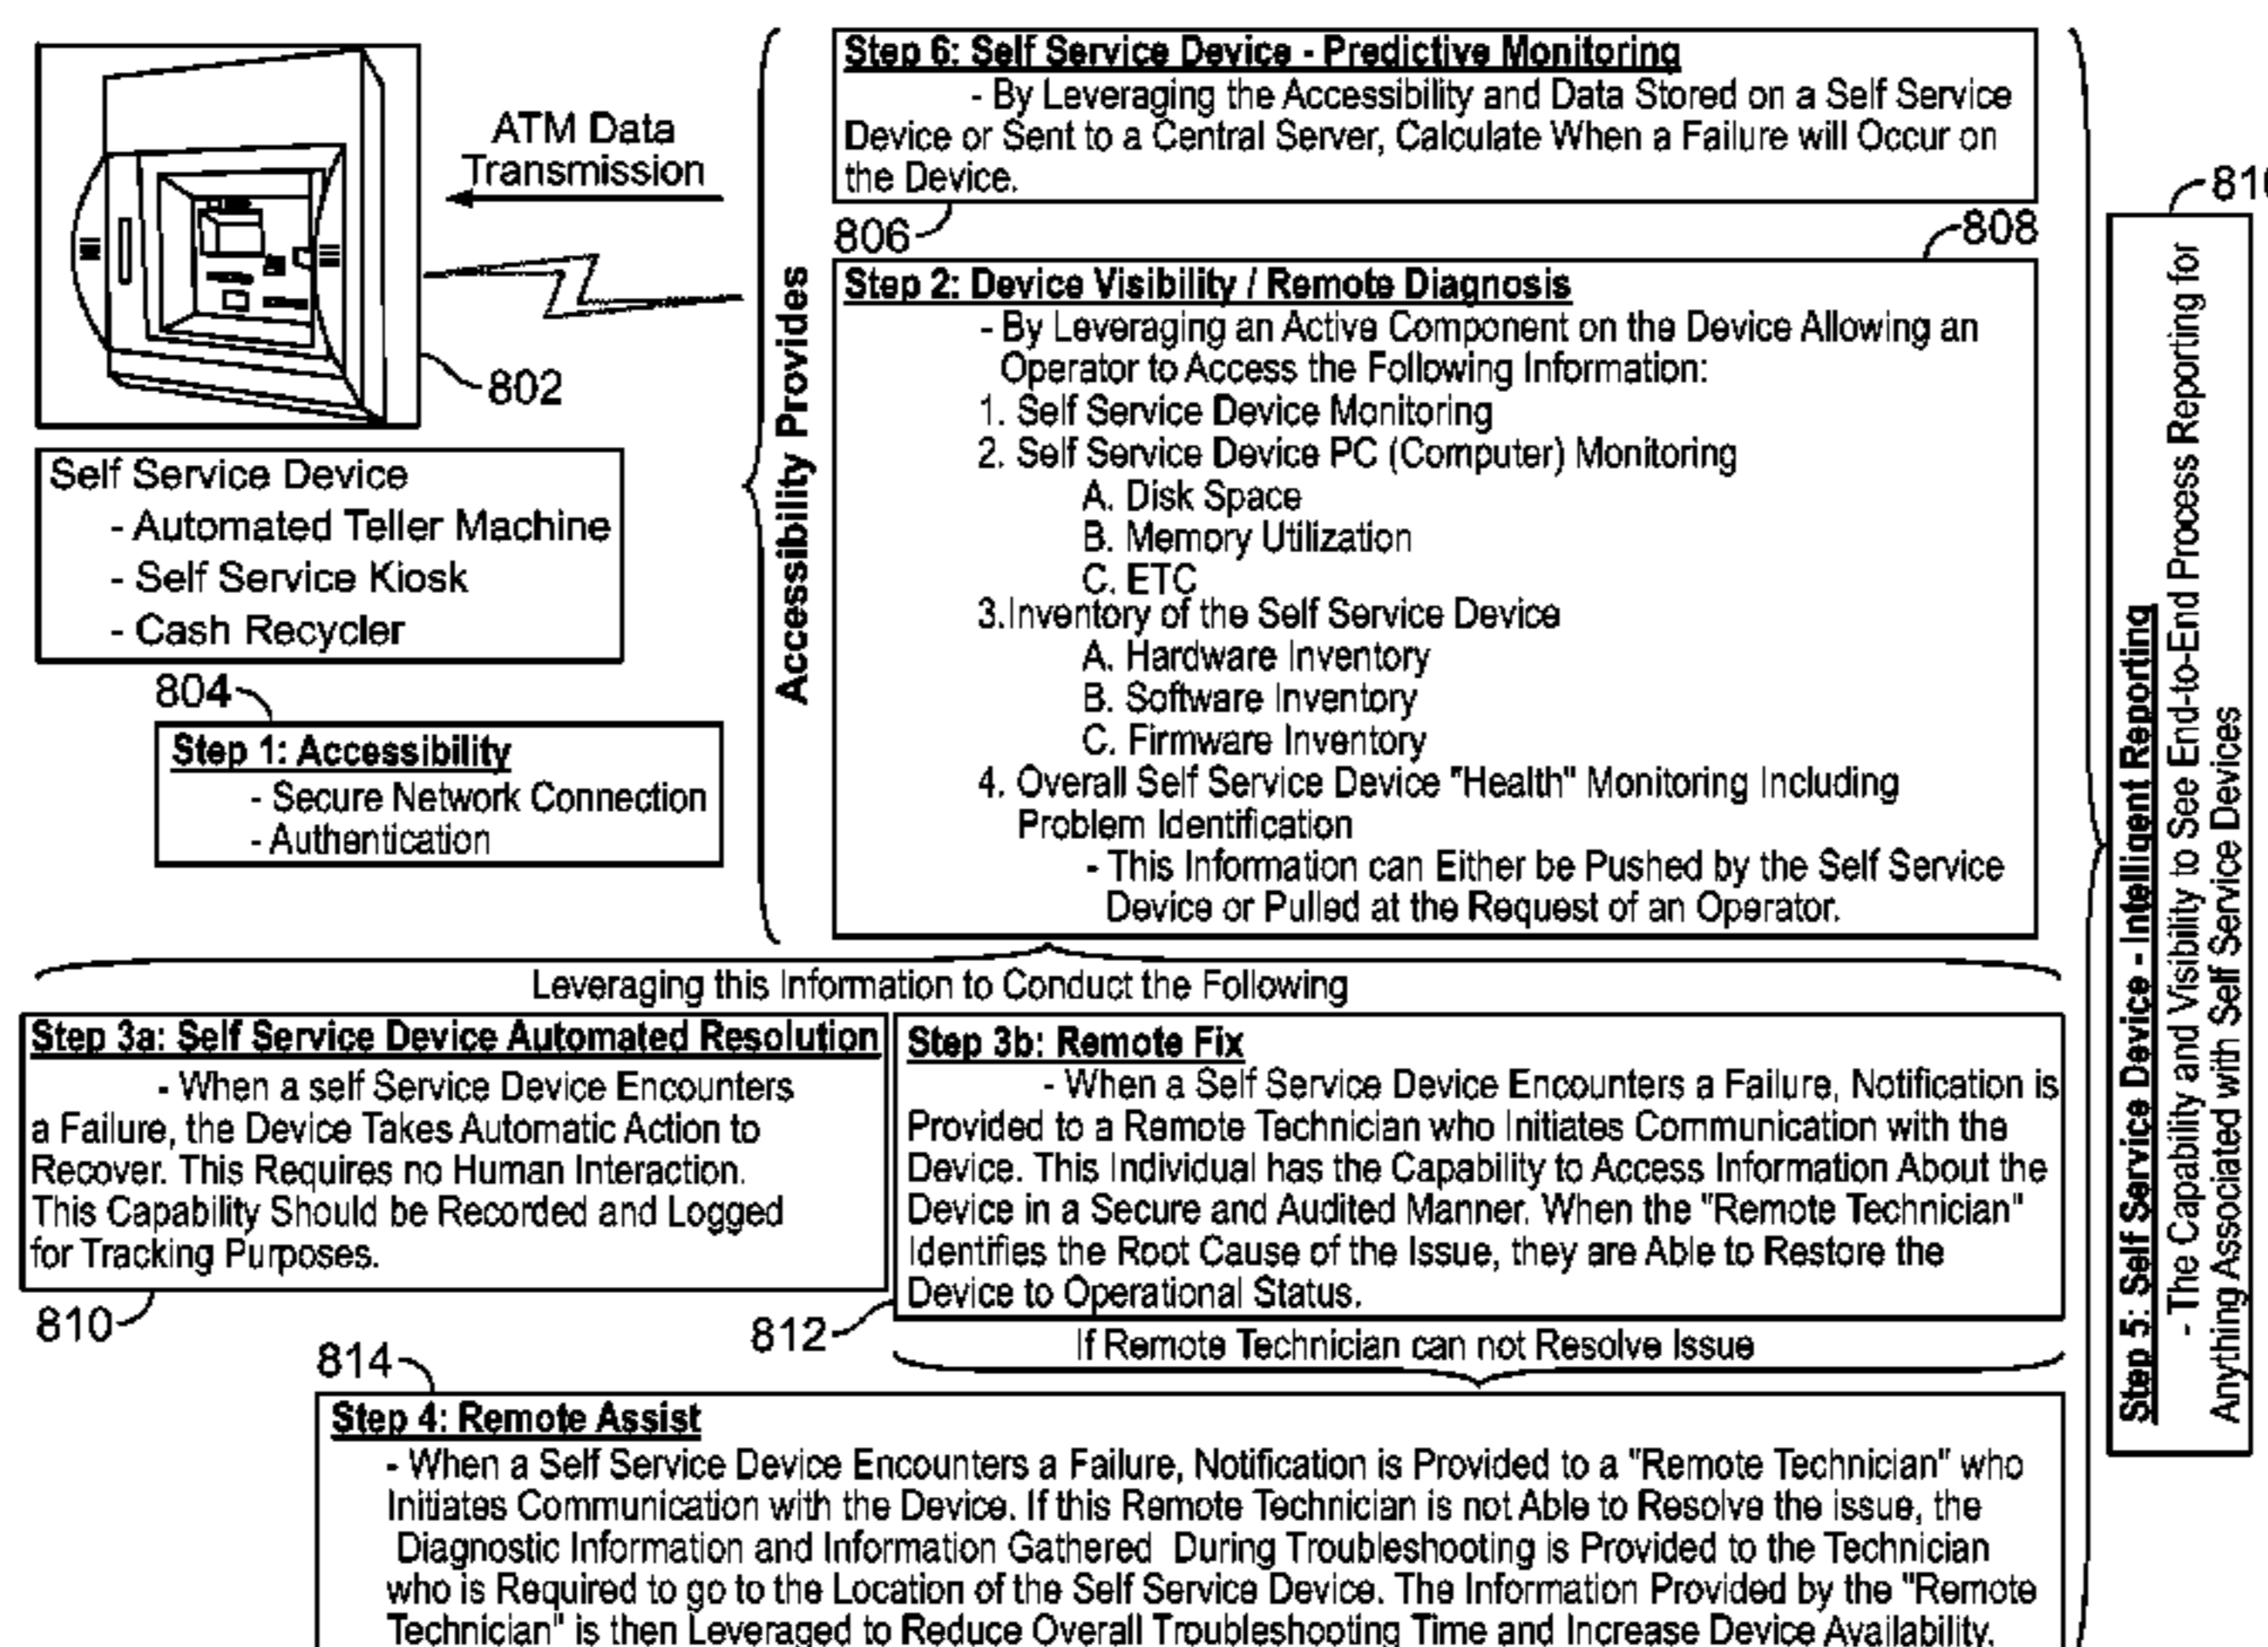 ATM Data
Transmission
802
Self Service Device
- Automated Teller Machine
- Self Service Kiosk
- Cash Recycler
804
Step 1: Accessibility
- Secure Network Connection
- Authentication
Accessibility Provides
Step 6: Self Service Device - Predictive Monitoring
- By Leveraging the Accessibility and Data Stored on a Self Service
Device or Sent to a Central Server, Calculate When a Failure will Occur on
the Device.
806
808
Step 2: Device Visibility / Remote Diagnosis
- By Leveraging an Active Component on the Device Allowing an
Operator to Access the Following Information:
1. Self Service Device Monitoring
2. Self Service Device PC (Computer) Monitoring
A. Disk Space
B. Memory Utilization
C. ETC
3.Inventory of the Self Service Device
A. Hardware Inventory
B. Software Inventory
C. Firmware Inventory
4. Overall Self Service Device "Health" Monitoring Including
Problem Identification
- This Information can Either be Pushed by the Self Service
Device or Pulled at the Request of an Operator.
Leveraging this Information to Conduct the Following
Step 3a: Self Service Device Automated Resolution
- When a self Service Device Encounters
a Failure, the Device Takes Automatic Action to
Recover. This Requires no Human Interaction.
This Capability Should be Recorded and Logged
for Tracking Purposes.
810
Step 3b: Remote Fix
- When a Self Service Device Encounters a Failure, Notification is
Provided to a Remote Technician who Initiates Communication with the
Device. This Individual has the Capability to Access Information About the
Device in a Secure and Audited Manner. When the "Remote Technician"
Identifies the Root Cause of the Issue, they are Able to Restore the
Device to Operational Status.
812
If Remote Technician can not Resolve Issue
814
Step 4: Remote Assist
- When a Self Service Device Encounters a Failure, Notification is Provided to a "Remote Technician" who
Initiates Communication with the Device. If this Remote Technician is not Able to Resolve the issue, the
Diagnostic Information and Information Gathered During Troubleshooting is Provided to the Technician
who is Required to go to the Location of the Self Service Device. The Information Provided by the "Remote
Technician" is then Leveraged to Reduce Overall Troubleshooting Time and Increase Device Availability.
Step 5: Self Service Device - Intelligent Reporting
- The Capability and Visibility to See End-to-End Process Reporting for
Anything Associated with Self Service Devices